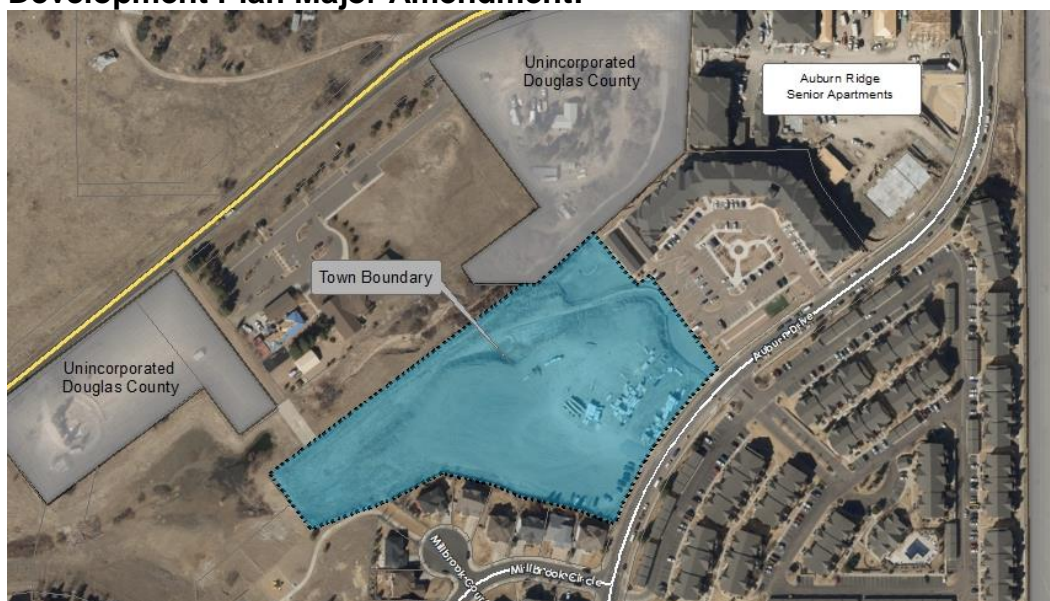 Development Plan Major Amendment.
Unincorporated
Douglas County
Auburn Ridge
Senior Apartments
Town Boundary
Auburn Drive
Unincorporated
Douglas County
Millbrook Circle